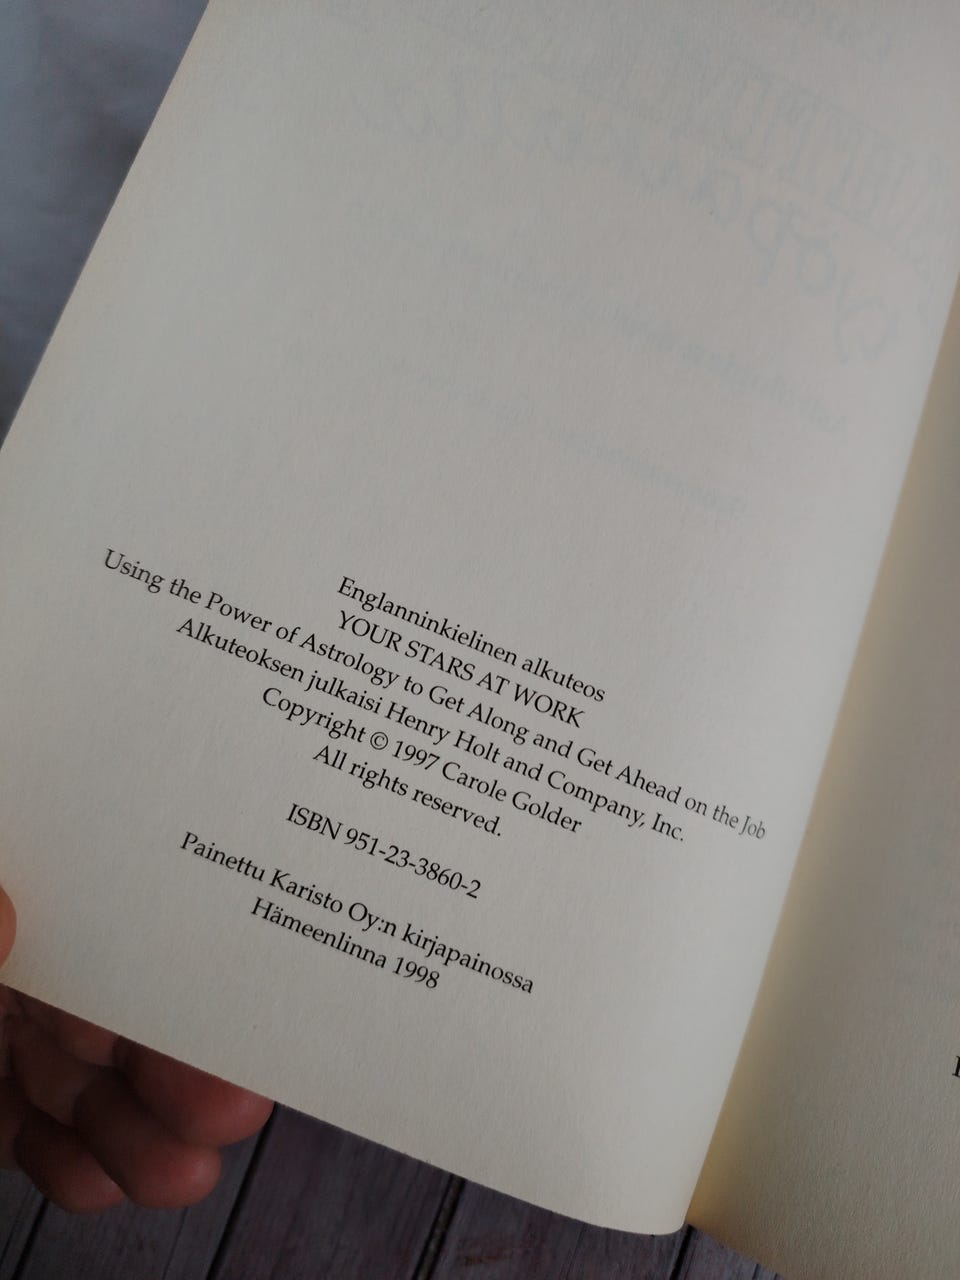 Englanninkielinen alkuteos
YOUR STARS AT WORK
Using the Power of Astrology to Get Along and Get Ahead on the Job
Alkuteoksen julkaisi Henry Holt and Company, Inc.
Copyright © 1997 Carole Golder
All rights reserved.
ISBN 951-23-3860-2
Painettu Karisto Oy:n kirjapainossa
Hämeenlinna 1998